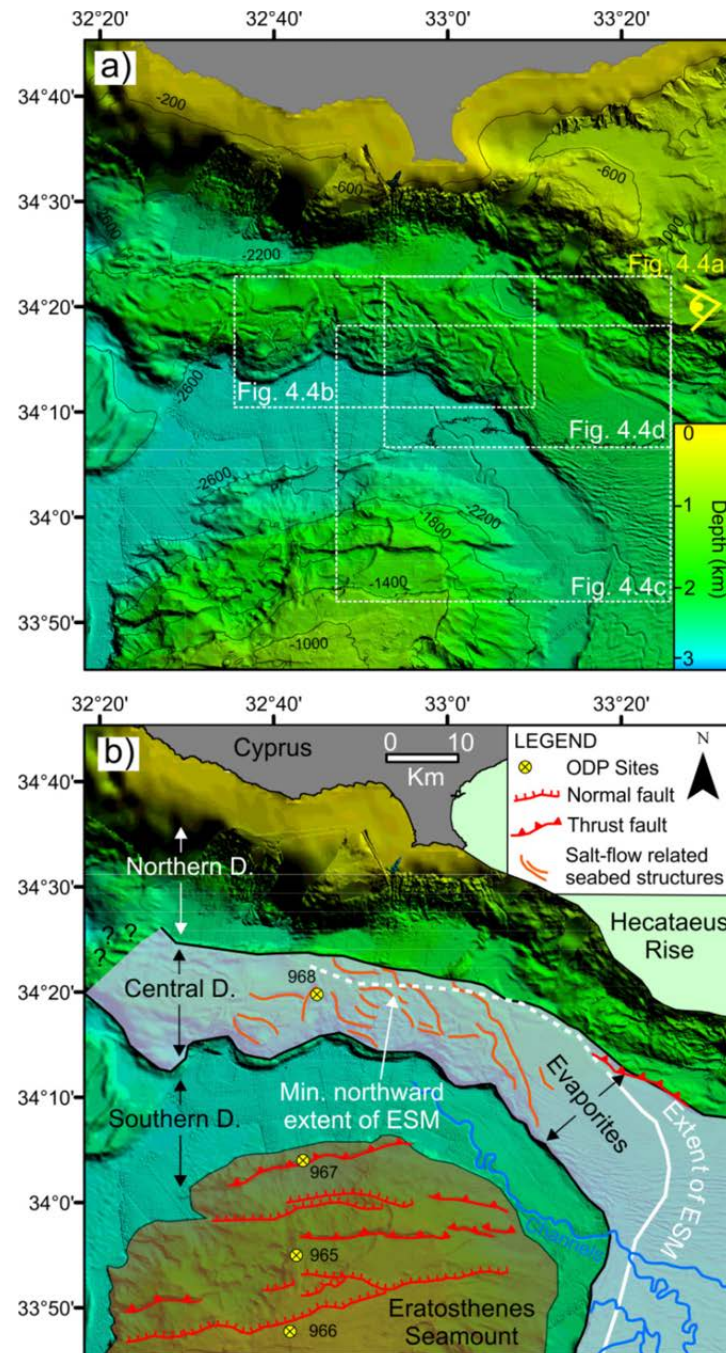 32°20' 32°40' 33°00' 33°20'
a)
34°40'
34°30'
34°20'
34°10'
34°0'
33°50'
-200
-600
-600
-1000
-2200
Fig. 4.4a
-2600
Fig. 4.4b
Fig. 4.4d
-2600
-2200
-1800
-1400
-1000
Fig. 4.4c
0
1
2
3
Depth (km)
32°20' 32°40' 33°00' 33°20'
b)
34°40'
34°30'
34°20'
34°10'
34°0'
33°50'
Cyprus
0 10
Km
LEGEND
N
ODP Sites
Normal fault
Thrust fault
Salt-flow related
seabed structures
Northern D.
Hecataeus
Rise
? ? ?
Central D.
968
Min. northward
extent of ESM
Evaporites
Southern D.
Extent of ESM
967
Channels
965
Eratosthenes
Seamount
966